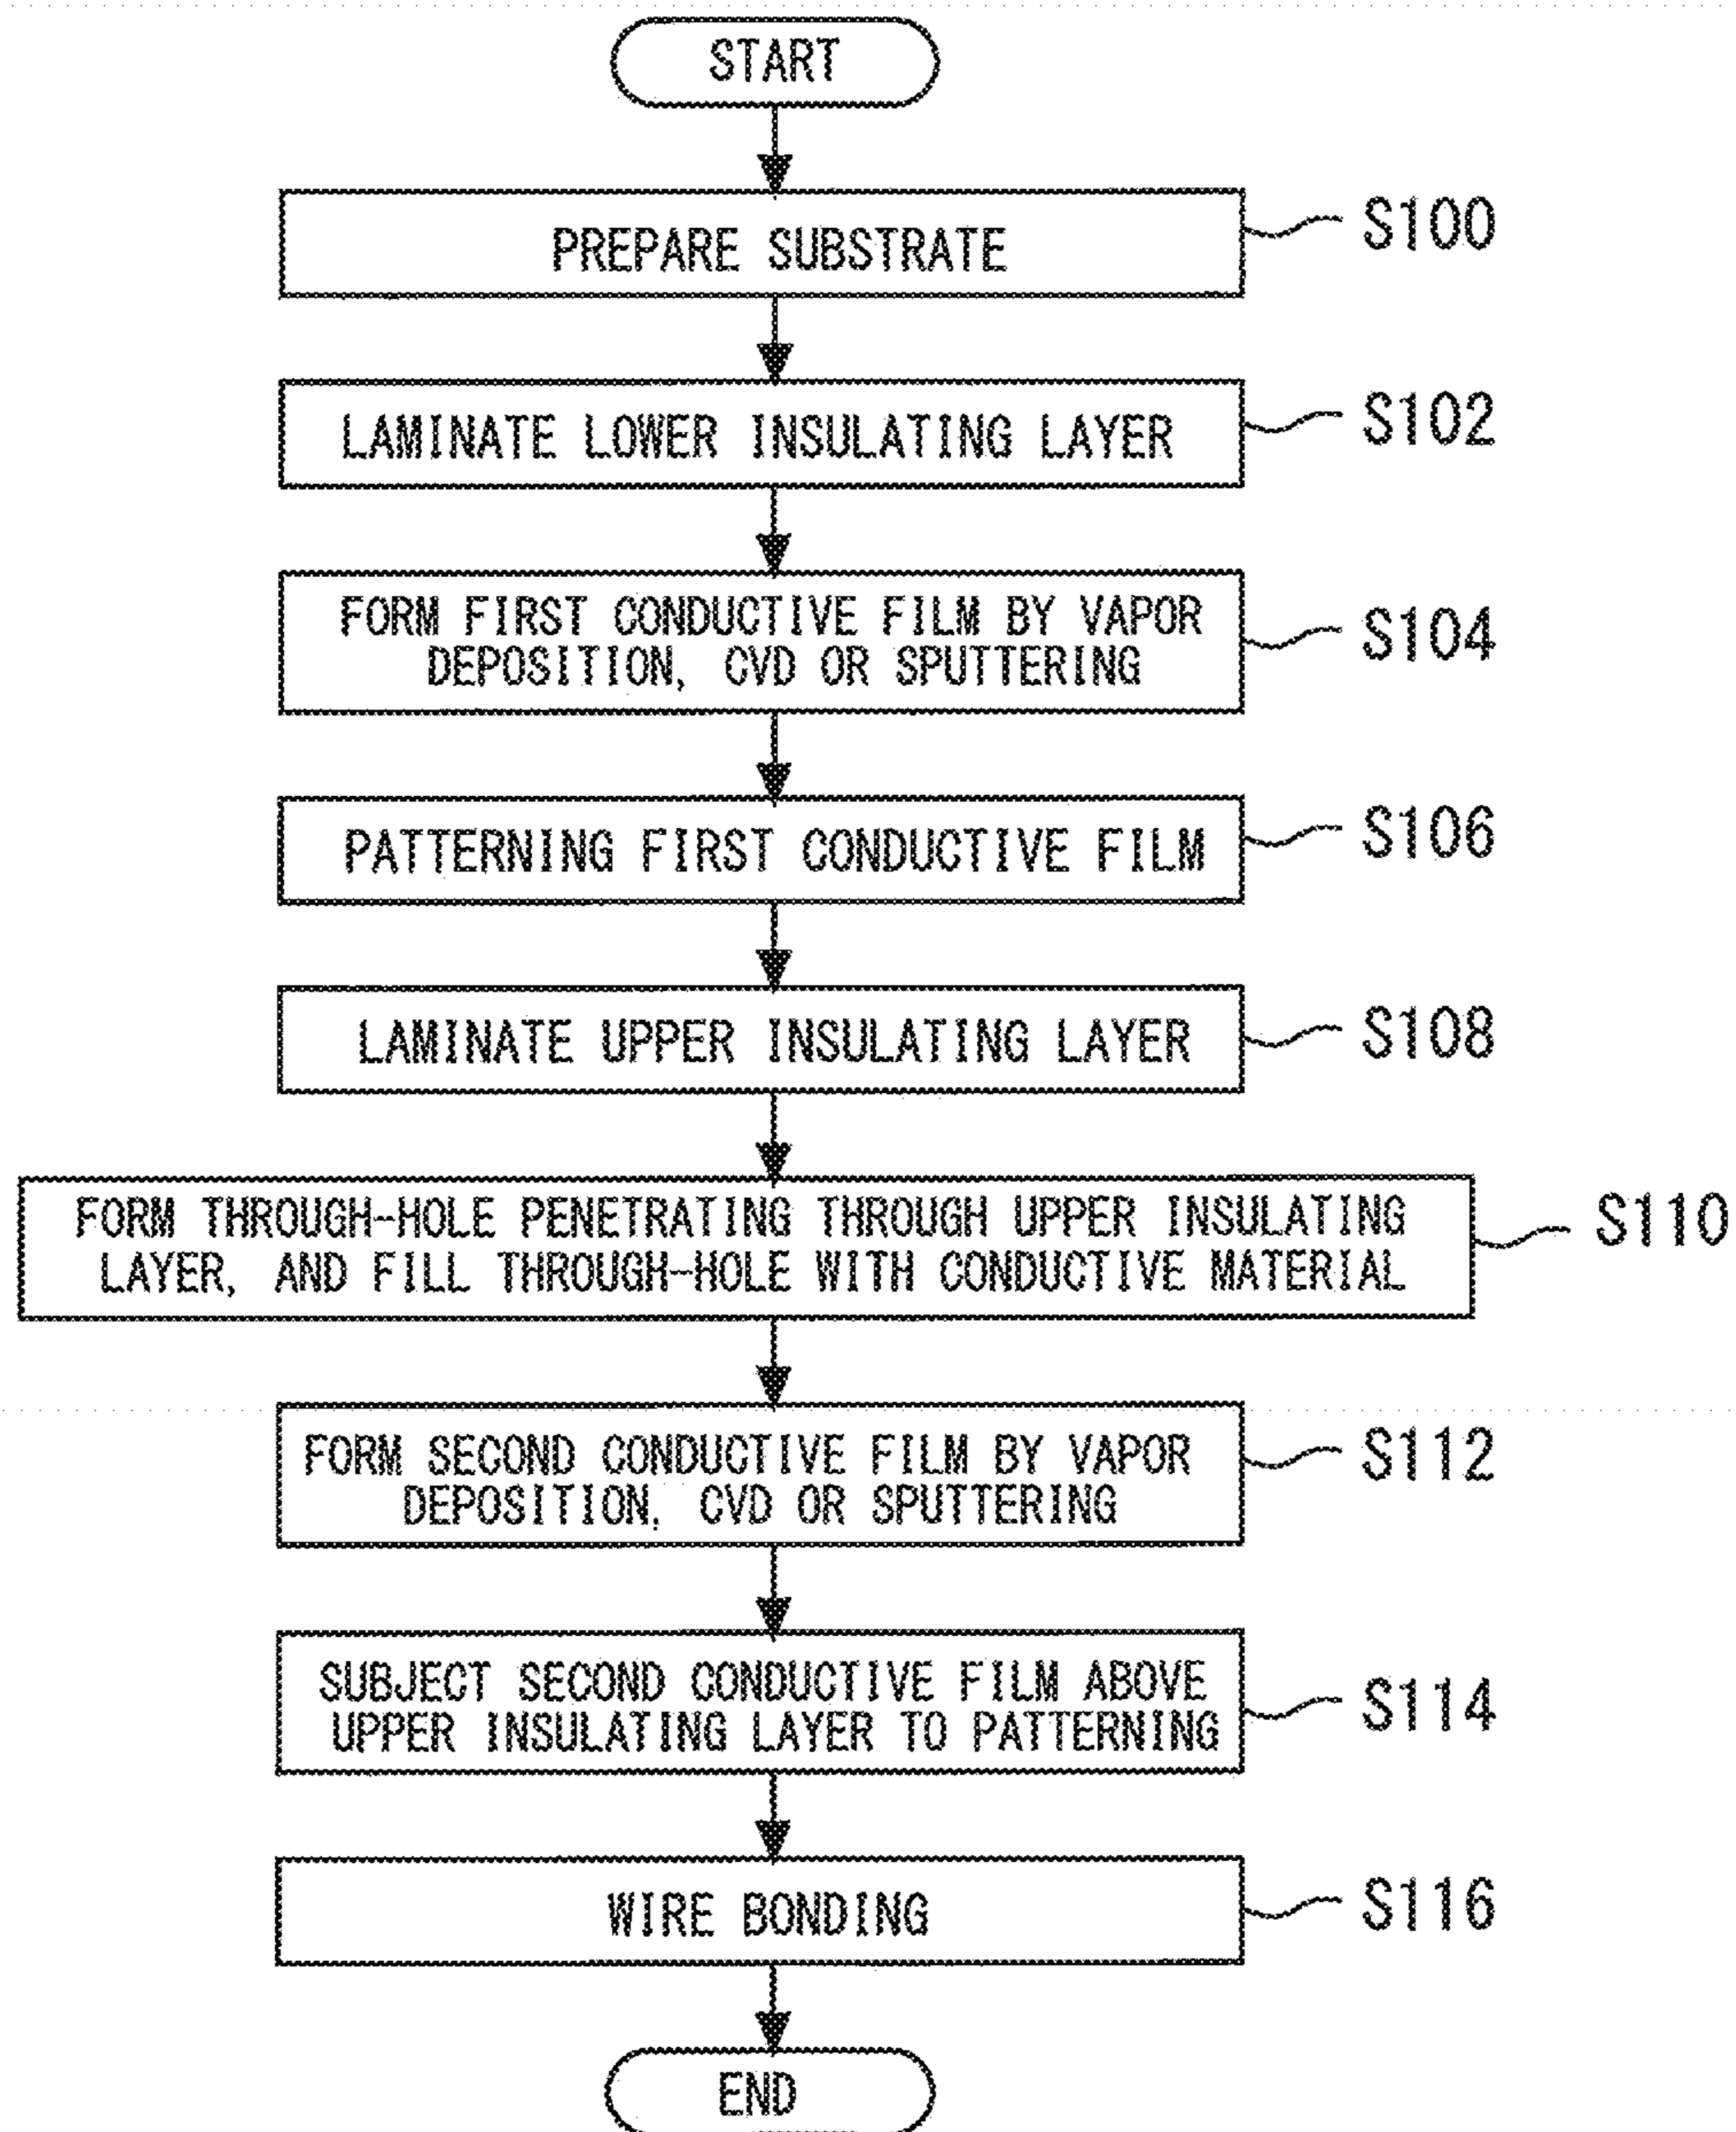 START
PREPARE SUBSTRATE
S100
LAMINATE LOWER INSULATING LAYER
S102
FORM FIRST CONDUCTIVE FILM BY VAPOR
DEPOSITION, CVD OR SPUTTERING
S104
PATTERNING FIRST CONDUCTIVE FILM
S106
LAMINATE UPPER INSULATING LAYER
S108
FORM THROUGH-HOLE PENETRATING THROUGH UPPER INSULATING
LAYER, AND FILL THROUGH-HOLE WITH CONDUCTIVE MATERIAL
S110
FORM SECOND CONDUCTIVE FILM BY VAPOR
DEPOSITION, CVD OR SPUTTERING
S112
SUBJECT SECOND CONDUCTIVE FILM ABOVE
UPPER INSULATING LAYER TO PATTERNING
S114
WIRE BONDING
S116
END